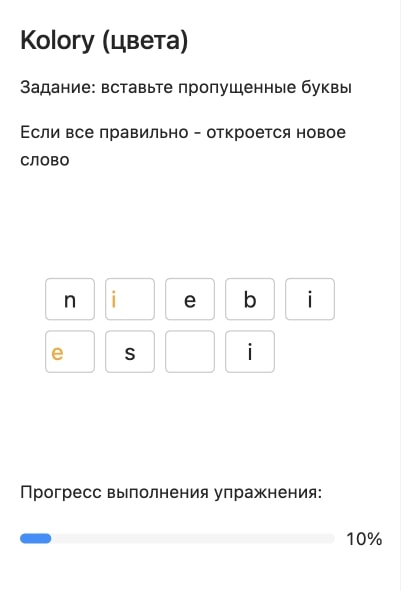 Kolory (цвета)
Задание: вставьте пропущенные буквы
Если все правильно - откроется новое
слово
n i e b i
e s i
Прогресс выполнения упражнения:
10%